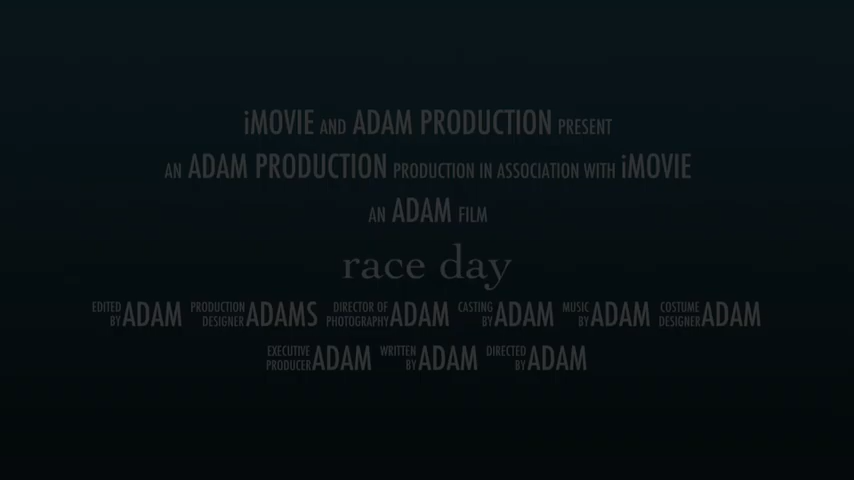 iMOVIE AND ADAM PRODUCTION PRESENT
AN ADAM PRODUCTION PRODUCTION IN ASSOCIATION WITH iMOVIE
AN ADAM FILM
race day
EDITED BY ADAM PRODUCTION DESIGNER ADAMS DIRECTOR OF PHOTOGRAPHY ADAM CASTING BY ADAM MUSIC BY ADAM COSTUME DESIGNER ADAM
EXECUTIVE PRODUCER ADAM WRITTEN BY ADAM DIRECTED BY ADAM